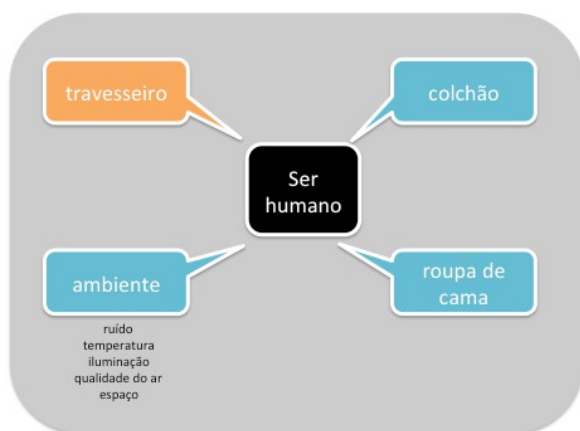 travesseiro
colchão
Ser
humano
ambiente
roupa de
cama
ruído
temperatura
iluminação
qualidade do ar
espaço